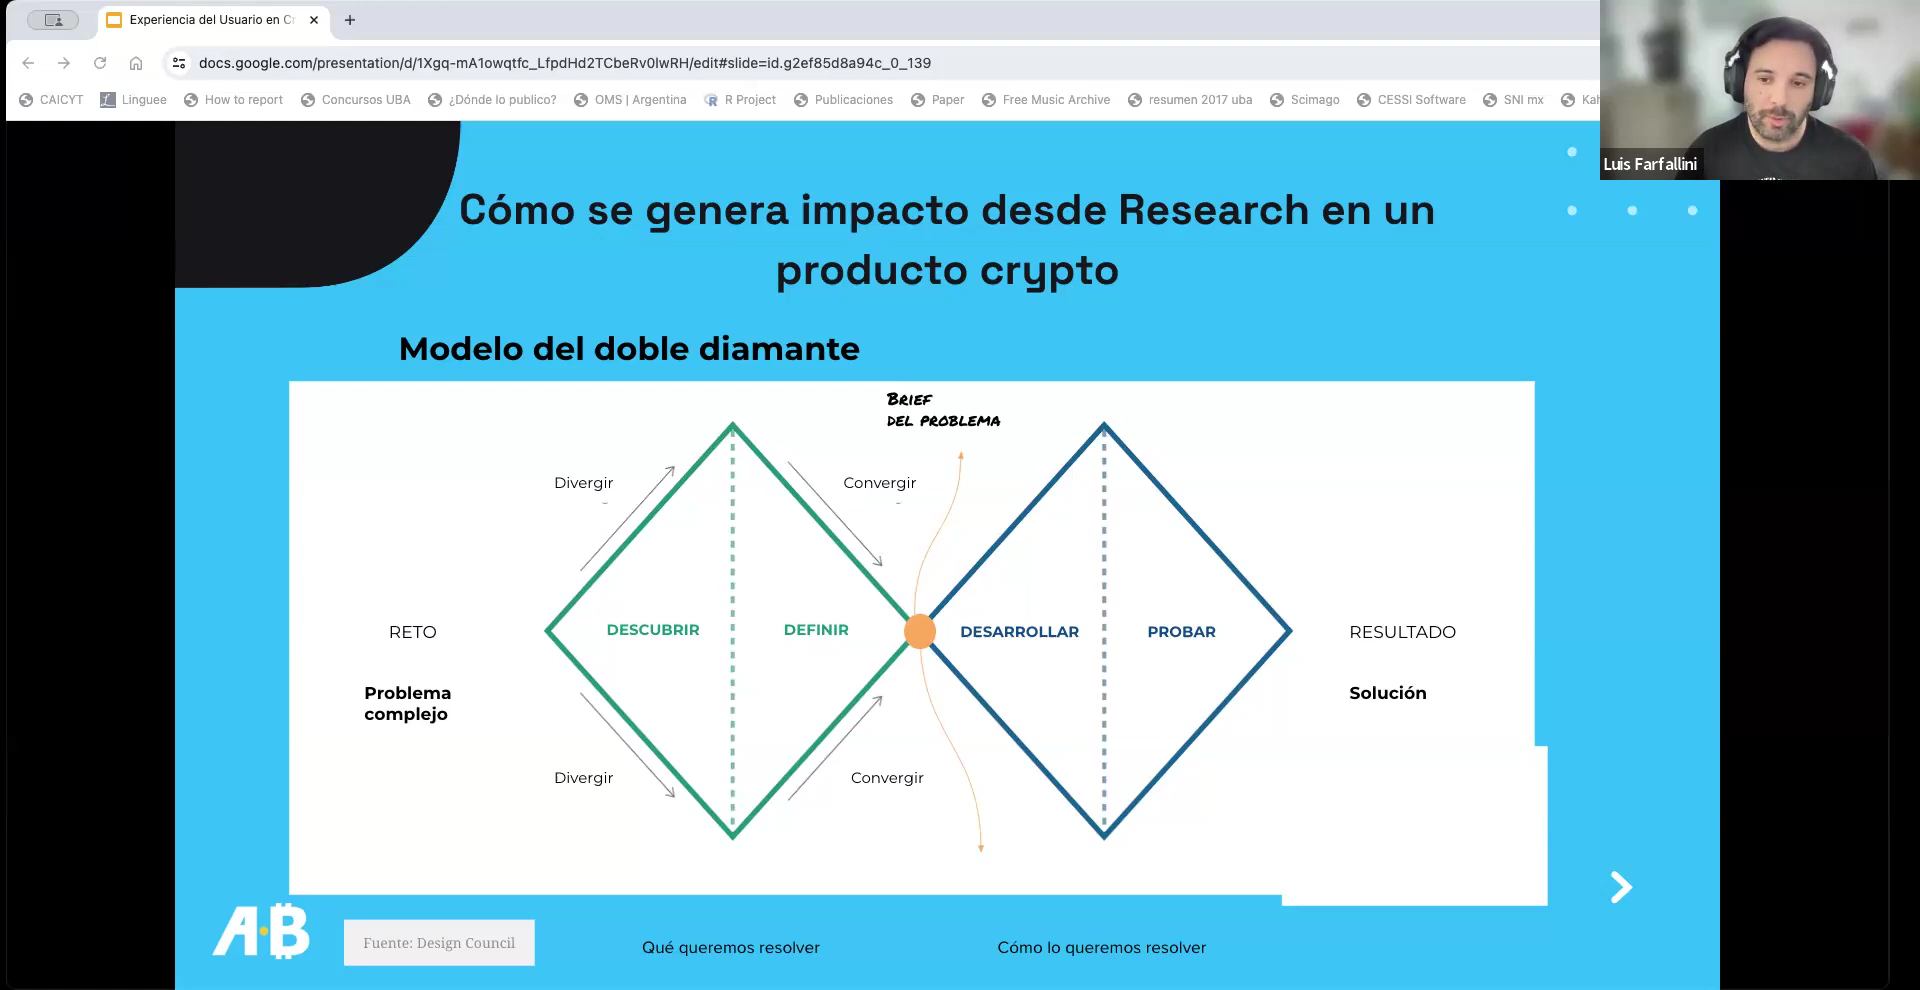 Experiencia del Usuario en C
docs.google.com/presentation/d/1Xgq-mA1owqtfc_LfpdHd2TCbeRv0lwRH/edit#slide=id.g2ef85d8a94c_0_139
CAICYT Linguee How to report Concursos UBA ¿Dónde lo publico? OMS | Argentina R Project Publicaciones Paper Free Music Archive resumen 2017 uba Scimago CESSI Software SNI mx
Luis Farfallini
Cómo se genera impacto desde Research en un
producto crypto
Modelo del doble diamante
BRIEF
DEL PROBLEMA
Divergir Convergir
RETO DESCUBRIR DEFINIR DESARROLLAR PROBAR RESULTADO
Problema
complejo
Solución
Divergir Convergir
A·B
Fuente: Design Council
Qué queremos resolver Cómo lo queremos resolver